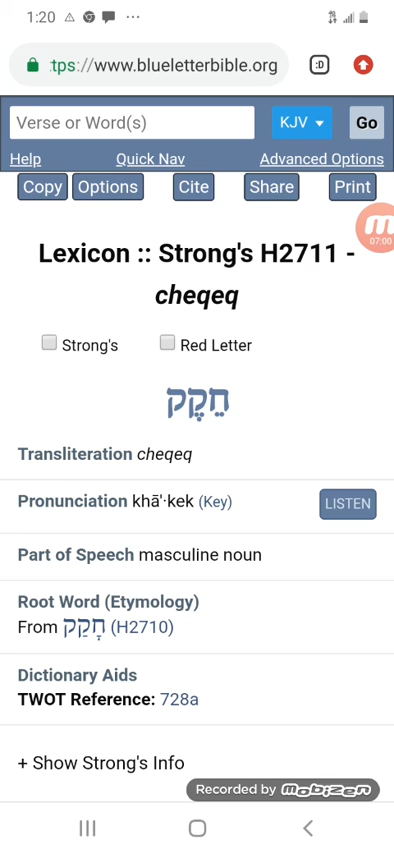 1:20
tps://www.blueletterbible.org
:D
Verse or Word(s)
KJV
Go
Help Quick Nav Advanced Options
Copy Options Cite Share Print
07:00
Lexicon :: Strong's H2711 -
cheqeq
Strong's Red Letter
חֵקֶק
Transliteration cheqeq
Pronunciation khā'·kek (Key)
LISTEN
Part of Speech masculine noun
Root Word (Etymology)
From חָקַק (H2710)
Dictionary Aids
TWOT Reference: 728a
+ Show Strong's Info
Recorded by mobizen